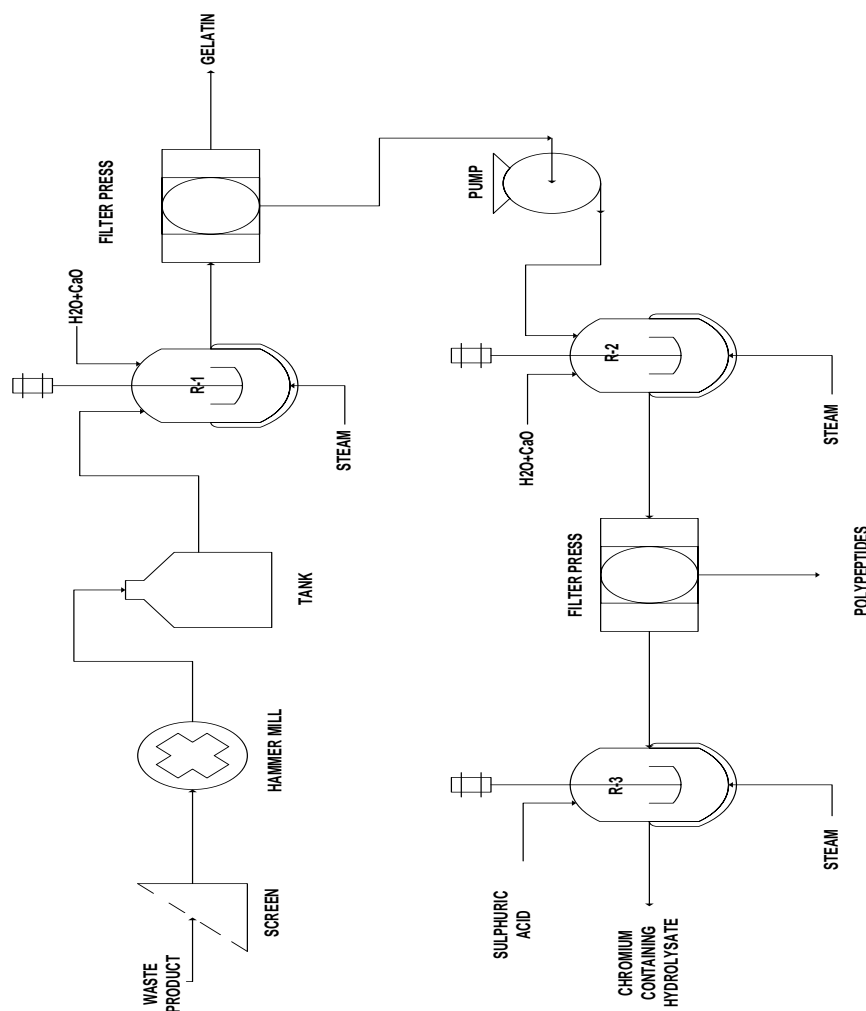 WASTE
PRODUCT
SCREEN
HAMMER MILL
TANK
STEAM
R-1
H2O+CaO
FILTER PRESS
GELATIN
PUMP
H2O+CaO
R-2
STEAM
FILTER PRESS
POLYPEPTIDES
SULPHURIC
ACID
R-3
STEAM
CHROMIUM
CONTAINING
HYDROLYSATE